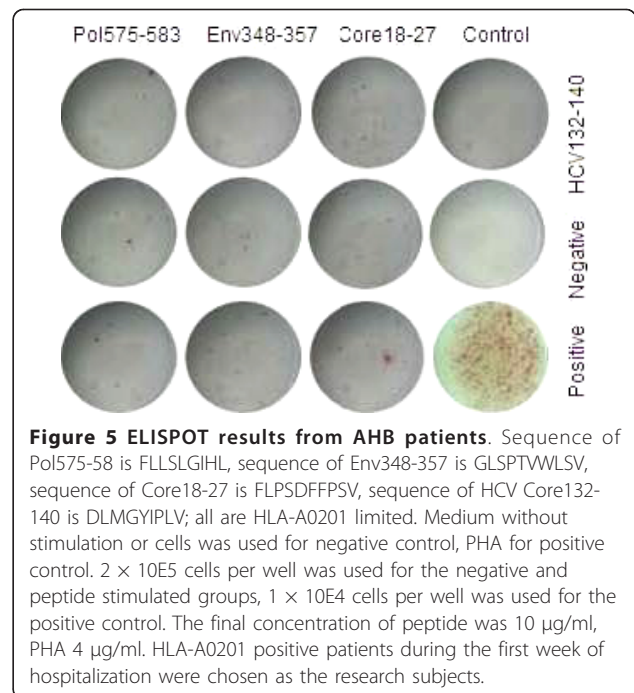 Pol575-583 Env348-357 Core18-27 Control
HCV132-140
Negative
Positive
Figure 5 ELISPOT results from AHB patients. Sequence of
Pol575-58 is FLLSLGIHL, sequence of Env348-357 is GLSPTVWLSV,
sequence of Core18-27 is FLPSDFFPSV, sequence of HCV Core132-
140 is DLMGYIPLV; all are HLA-A0201 limited. Medium without
stimulation or cells was used for negative control, PHA for positive
control. 2 × 10E5 cells per well was used for the negative and
peptide stimulated groups, 1 × 10E4 cells per well was used for the
positive control. The final concentration of peptide was 10 μg/ml,
PHA 4 μg/ml. HLA-A0201 positive patients during the first week of
hospitalization were chosen as the research subjects.